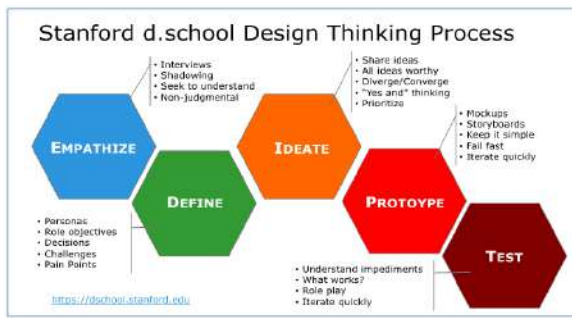 Stanford d.school Design Thinking Process
• Interviews
• Shadowing
• Seek to understand
• Non-judgmental
EMPATHIZE
• Personas
• Role objectives
• Decisions
• Challenges
• Pain Points
DEFINE
• Share ideas
• All ideas worthy
• Diverge/Converge
• "Yes and" thinking
• Prioritize
IDEATE
• Mockups
• Storyboards
• Keep it simple
• Fail fast
• Iterate quickly
PROTOYPE
• Understand impediments
• What works?
• Role play
• Iterate quickly
TEST
https://dschool.stanford.edu